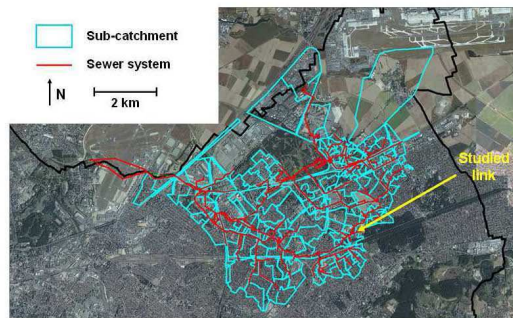 Sub-catchment
Sewer system
N
2 km
Studied
link